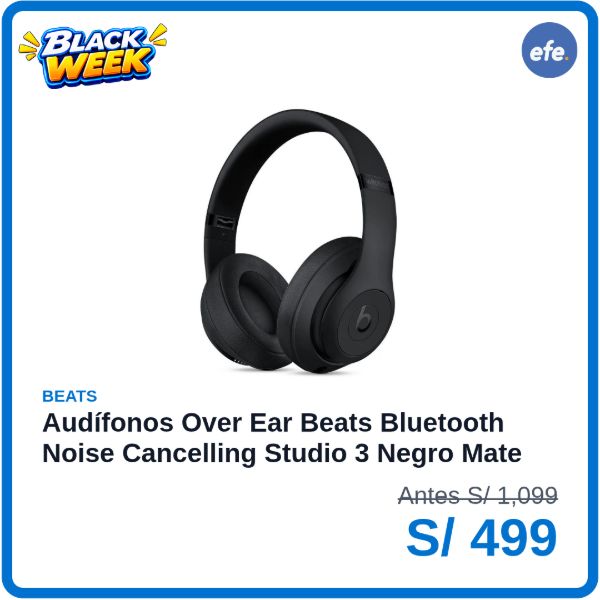 BLACK
WEEK
efe.
b
BEATS
Audífonos Over Ear Beats Bluetooth
Noise Cancelling Studio 3 Negro Mate
Antes S/ 1,099
S/ 499